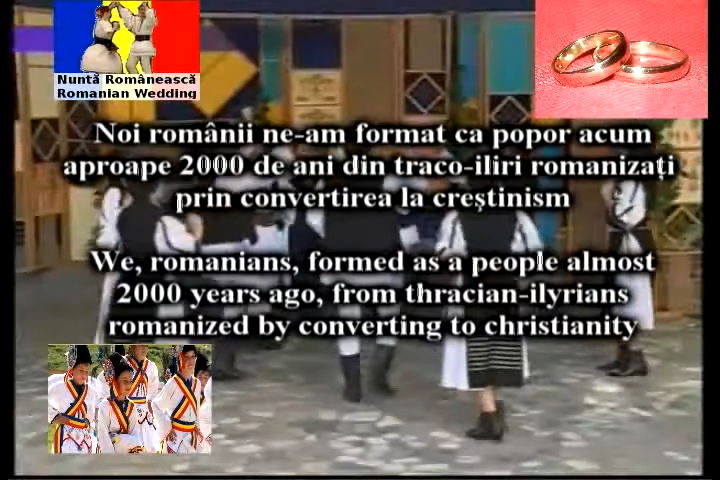 Nuntă Românească
Romanian Wedding
Noi românii ne-am format ca popor acum
aproape 2000 de ani din traco-iliri romanizați
prin convertirea la creștinism
We, romanians, formed as a people almost
2000 years ago, from thracian-ilyrians
romanized by converting to christianity